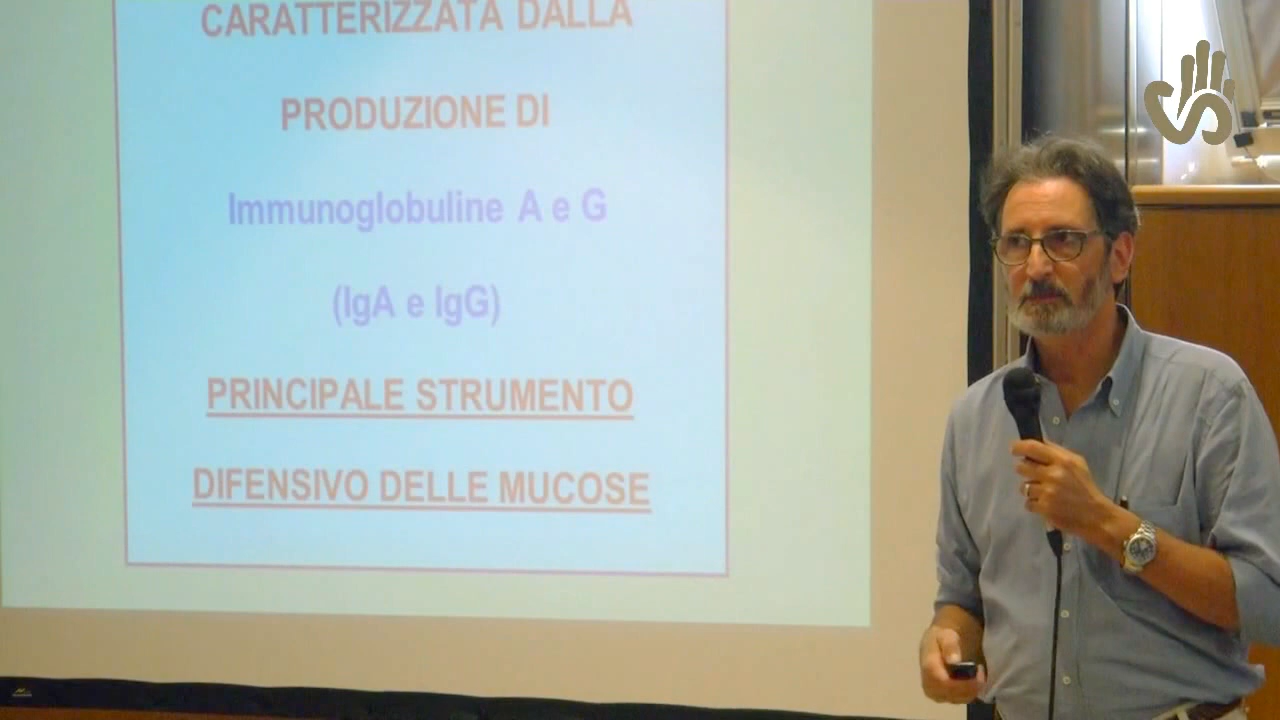 CARATTERIZZATA DALLA
PRODUZIONE DI
Immunoglobuline A e G
(IgA e IgG)
PRINCIPALE STRUMENTO
DIFENSIVO DELLE MUCOSE